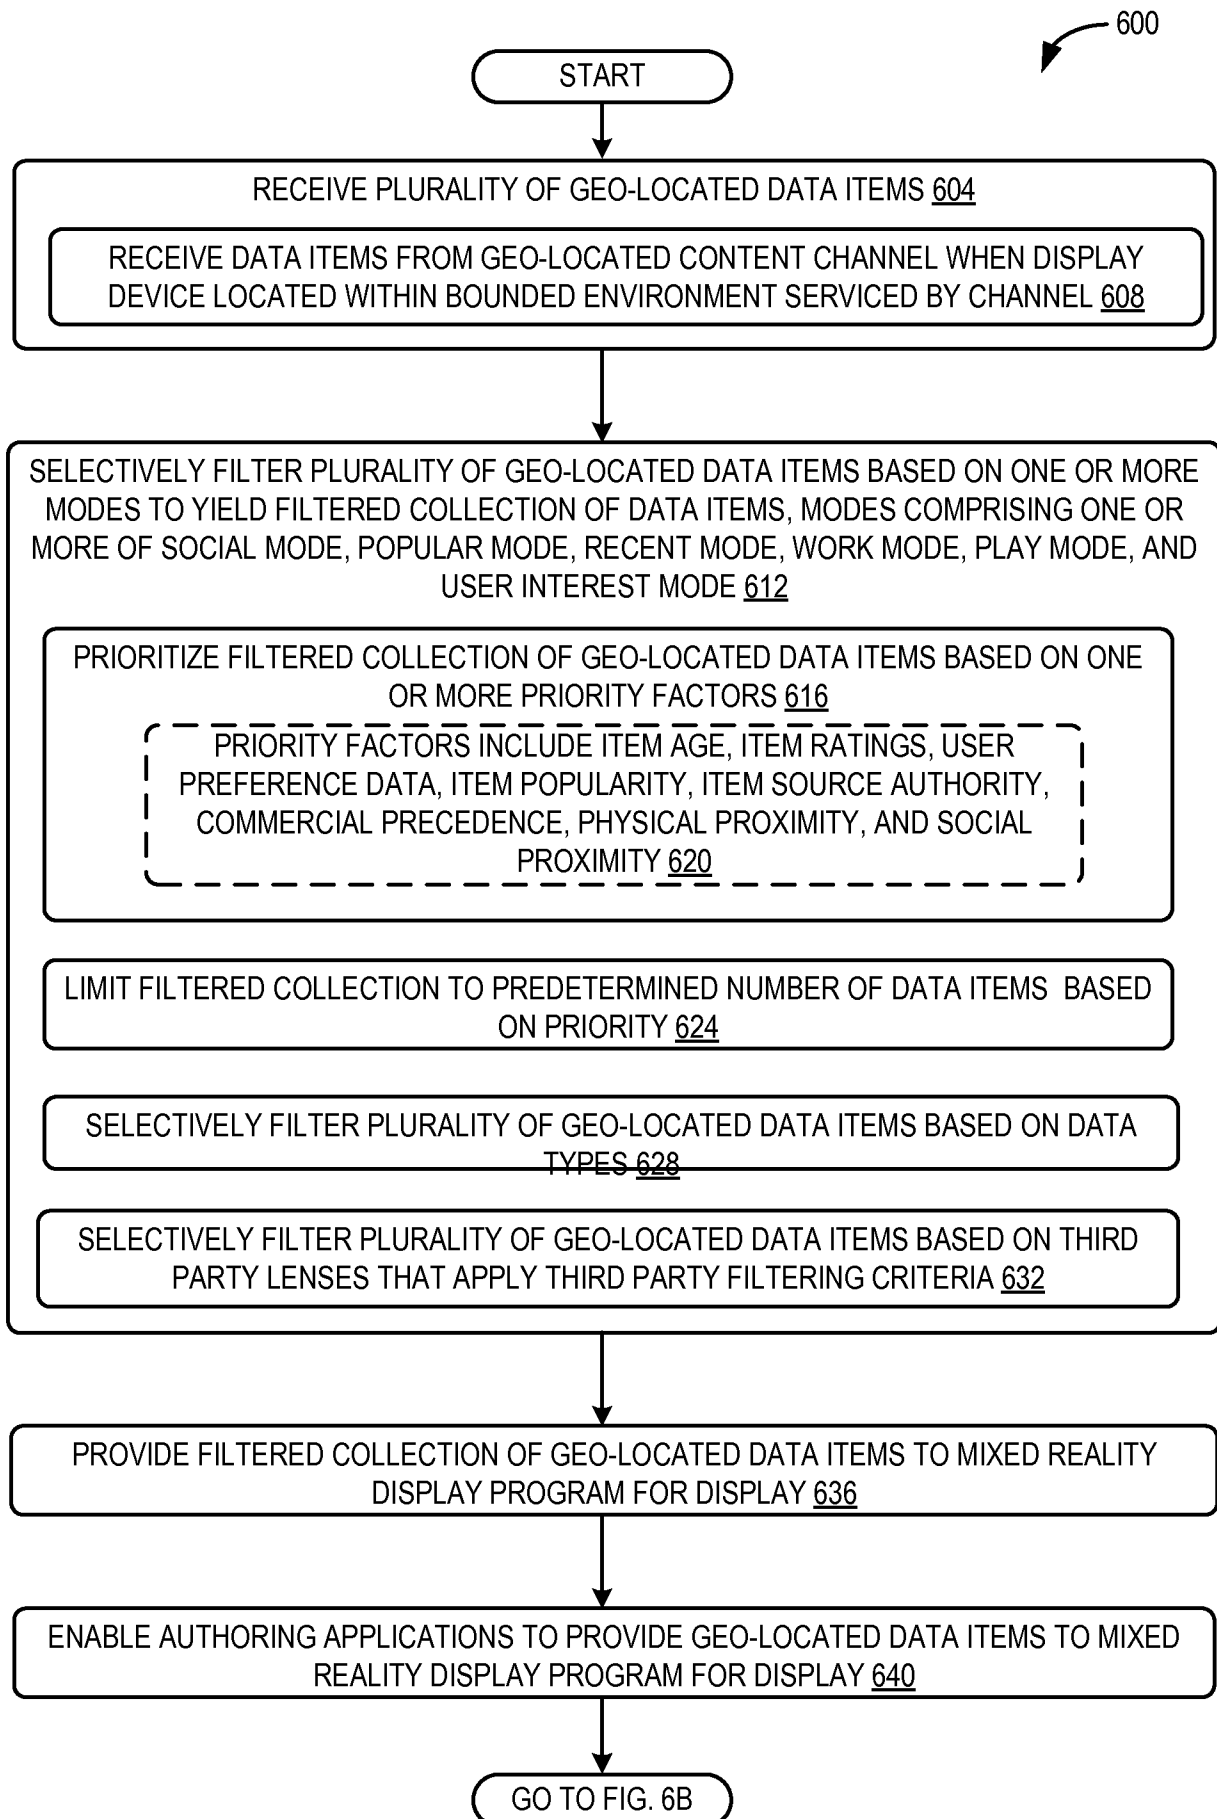 600
START
RECEIVE PLURALITY OF GEO-LOCATED DATA ITEMS 604
RECEIVE DATA ITEMS FROM GEO-LOCATED CONTENT CHANNEL WHEN DISPLAY
DEVICE LOCATED WITHIN BOUNDED ENVIRONMENT SERVICED BY CHANNEL 608
SELECTIVELY FILTER PLURALITY OF GEO-LOCATED DATA ITEMS BASED ON ONE OR MORE
MODES TO YIELD FILTERED COLLECTION OF DATA ITEMS, MODES COMPRISING ONE OR
MORE OF SOCIAL MODE, POPULAR MODE, RECENT MODE, WORK MODE, PLAY MODE, AND
USER INTEREST MODE 612
PRIORITIZE FILTERED COLLECTION OF GEO-LOCATED DATA ITEMS BASED ON ONE
OR MORE PRIORITY FACTORS 616
PRIORITY FACTORS INCLUDE ITEM AGE, ITEM RATINGS, USER
PREFERENCE DATA, ITEM POPULARITY, ITEM SOURCE AUTHORITY,
COMMERCIAL PRECEDENCE, PHYSICAL PROXIMITY, AND SOCIAL
PROXIMITY 620
LIMIT FILTERED COLLECTION TO PREDETERMINED NUMBER OF DATA ITEMS BASED
ON PRIORITY 624
SELECTIVELY FILTER PLURALITY OF GEO-LOCATED DATA ITEMS BASED ON DATA
TYPES 628
SELECTIVELY FILTER PLURALITY OF GEO-LOCATED DATA ITEMS BASED ON THIRD
PARTY LENSES THAT APPLY THIRD PARTY FILTERING CRITERIA 632
PROVIDE FILTERED COLLECTION OF GEO-LOCATED DATA ITEMS TO MIXED REALITY
DISPLAY PROGRAM FOR DISPLAY 636
ENABLE AUTHORING APPLICATIONS TO PROVIDE GEO-LOCATED DATA ITEMS TO MIXED
REALITY DISPLAY PROGRAM FOR DISPLAY 640
GO TO FIG. 6B